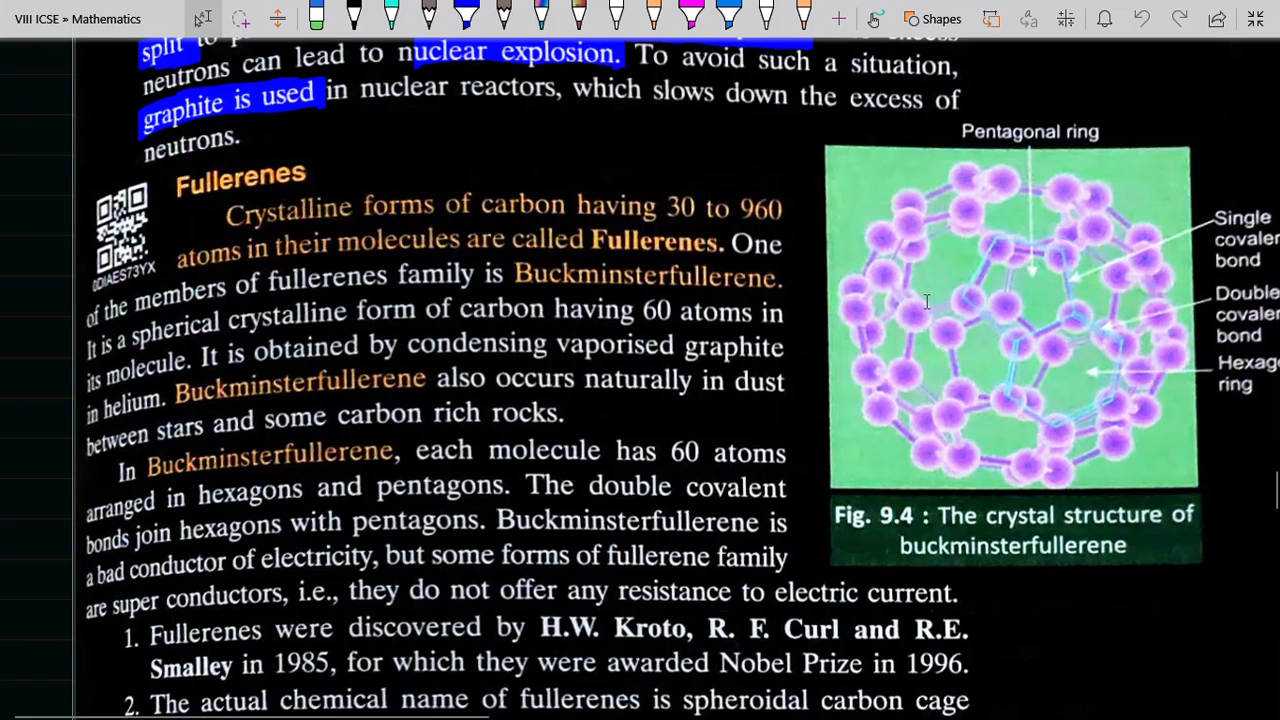 VIII ICSE » Mathematics
Shapes
split to
neutrons can lead to nuclear explosion. To avoid such a situation,
graphite is used in nuclear reactors, which slows down the excess of
neutrons.
Pentagonal ring
Fullerenes
Crystalline forms of carbon having 30 to 960
atoms in their molecules are called Fullerenes. One
of the members of fullerenes family is Buckminsterfullerene.
It is a spherical crystalline form of carbon having 60 atoms in
its molecule. It is obtained by condensing vaporised graphite
in helium. Buckminsterfullerene also occurs naturally in dust
between stars and some carbon rich rocks.
In Buckminsterfullerene, each molecule has 60 atoms
arranged in hexagons and pentagons. The double covalent
bonds join hexagons with pentagons. Buckminsterfullerene is
a bad conductor of electricity, but some forms of fullerene family
are super conductors, i.e., they do not offer any resistance to electric current.
1. Fullerenes were discovered by H.W. Kroto, R. F. Curl and R.E.
Smalley in 1985, for which they were awarded Nobel Prize in 1996.
2. The actual chemical name of fullerenes is spheroidal carbon cage
0DIAES73YX
Single
covale
bond
Double
covale
bond
Hexag
ring
Fig. 9.4 : The crystal structure of
buckminsterfullerene